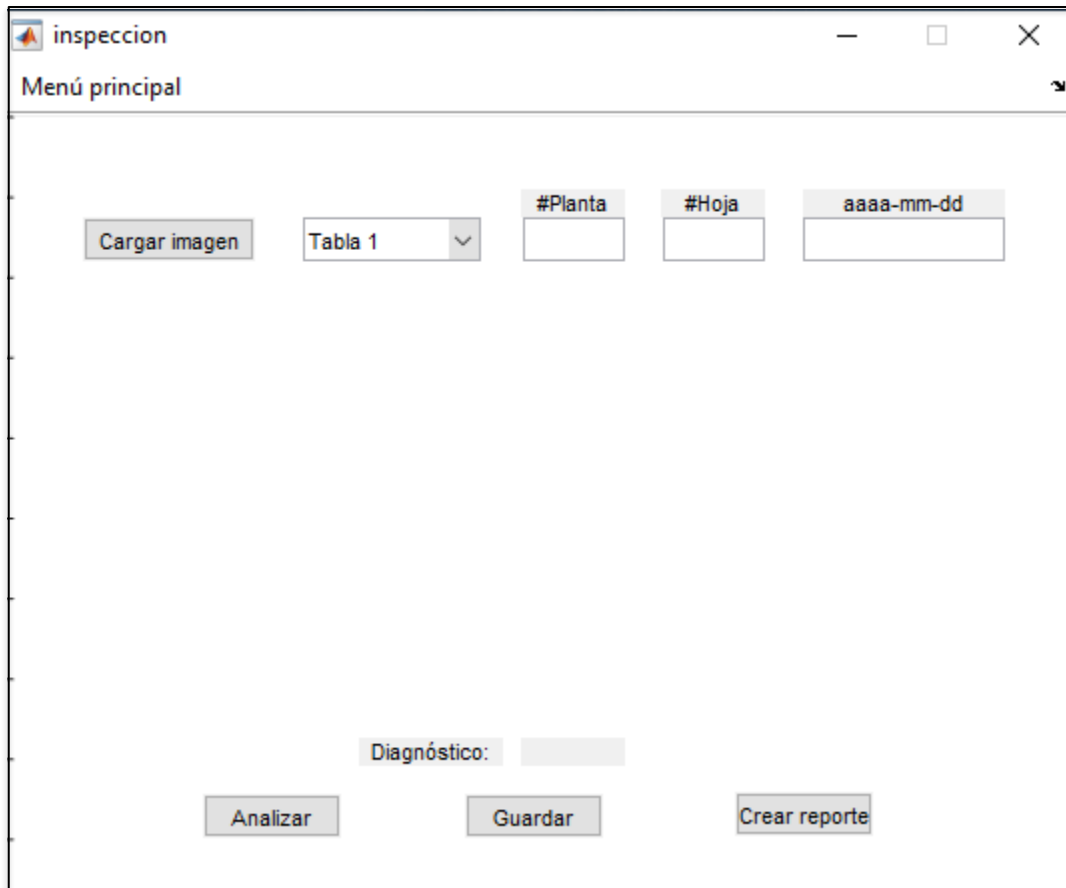 inspeccion
Menú principal
#Planta #Hoja aaaa-mm-dd
Cargar imagen Tabla 1
Diagnóstico:
Analizar Guardar Crear reporte